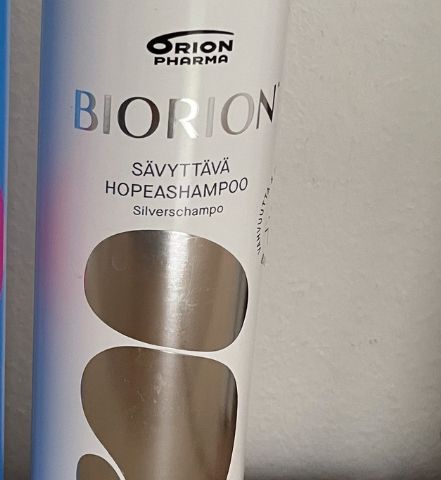 ORION
PHARMA
BIORION
SÄVYTTÄVÄ
HOPEASHAMPOO
Silverschampo